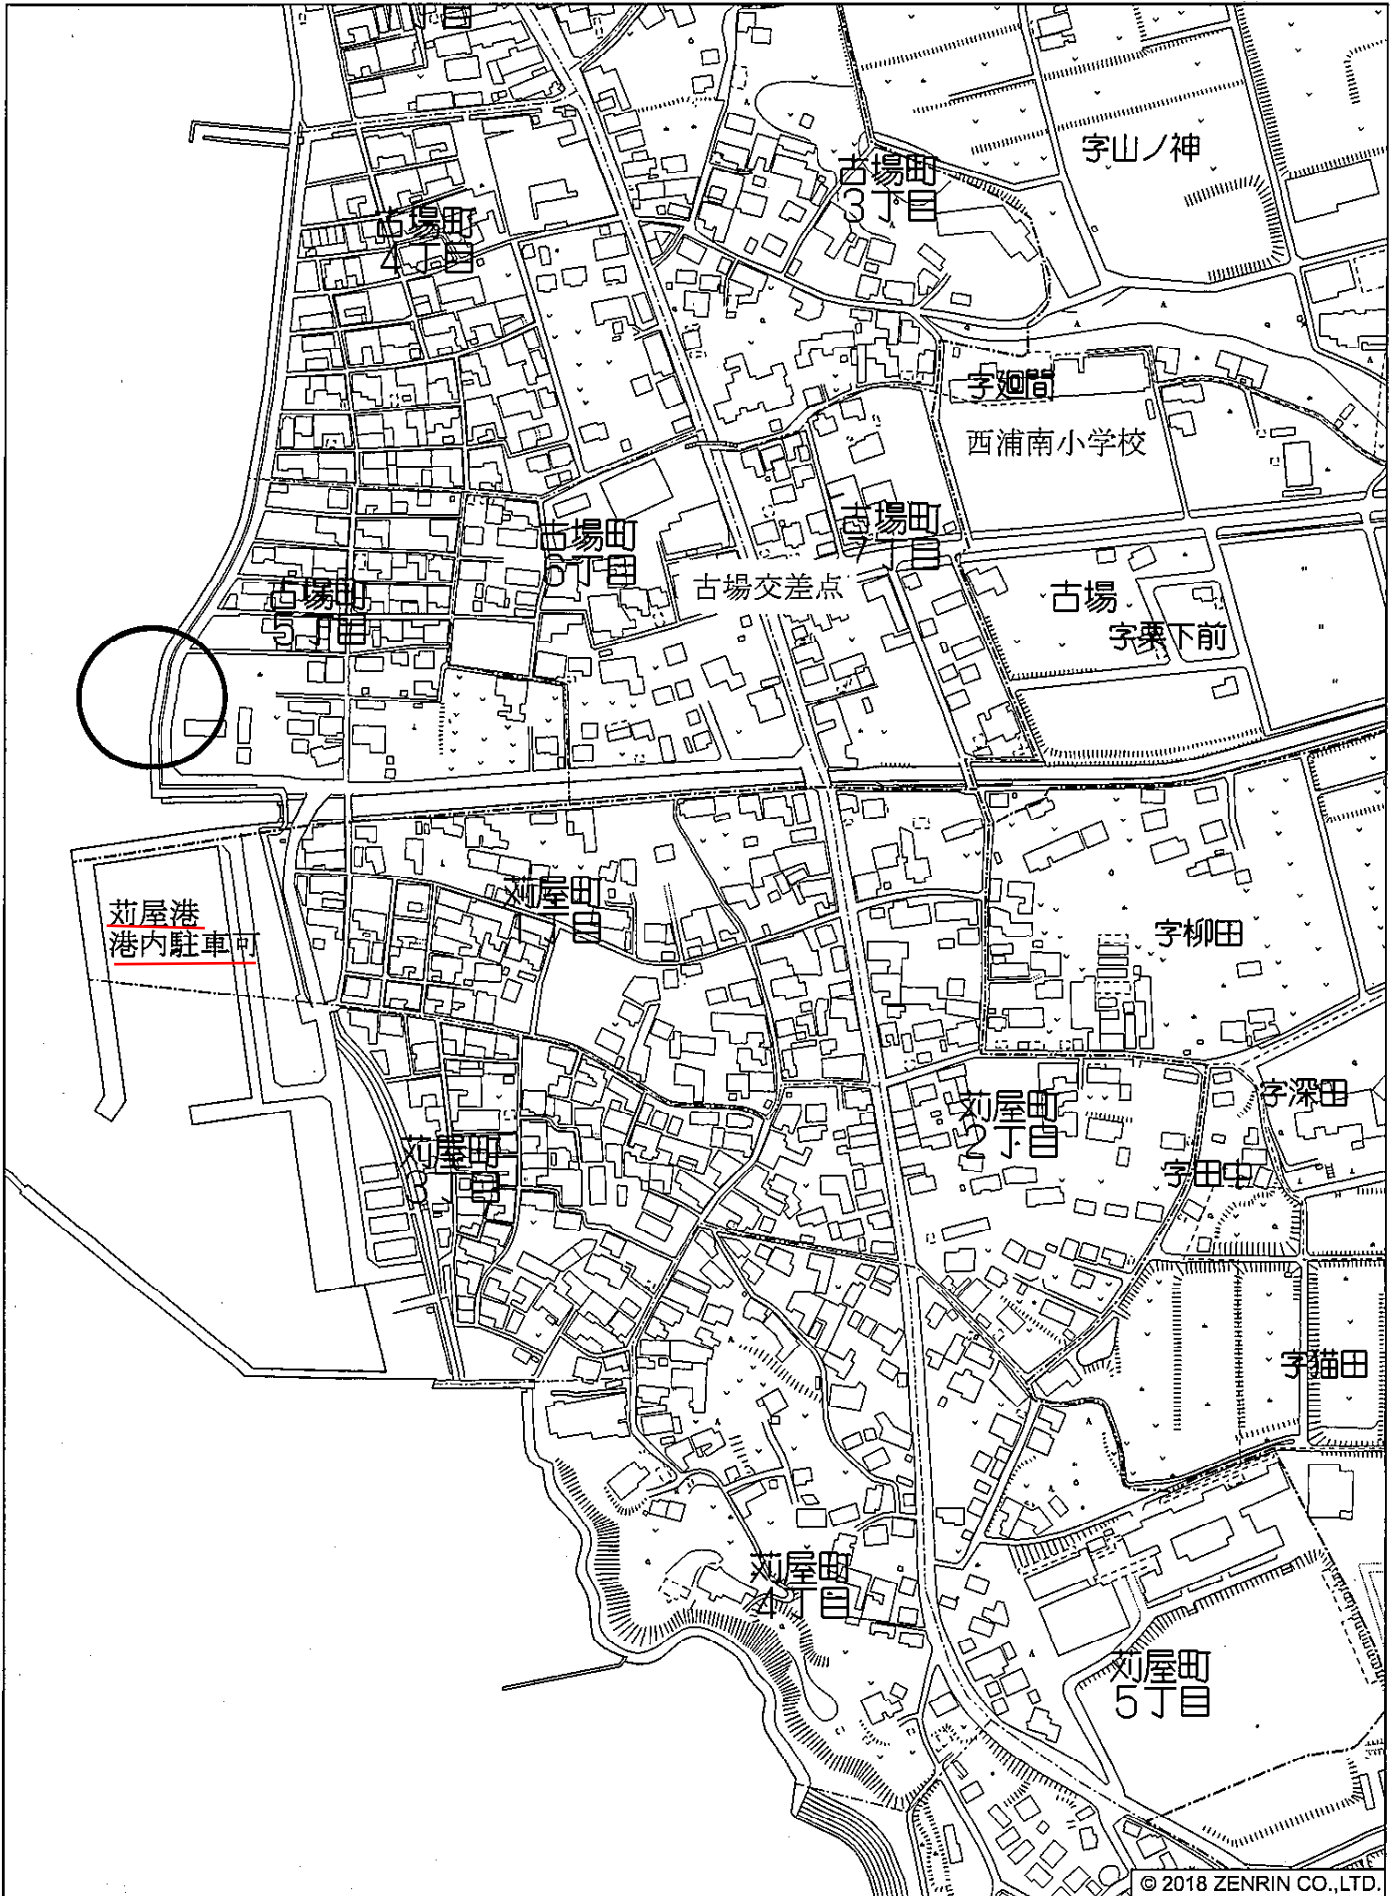 字山ノ神
古場町
3丁目
古場町
4丁目
字廻間
西浦南小学校
古場町
7丁目
古場町
6丁目
古場交差点
古場町
5丁目
古場
字栗下前
苅屋町
1丁目
苅屋港
港内駐車可
字柳田
苅屋町
2丁目
字深田
苅屋町
3丁目
字田中
字猫田
苅屋町
4丁目
苅屋町
5丁目
© 2018 ZENRIN CO.,LTD.